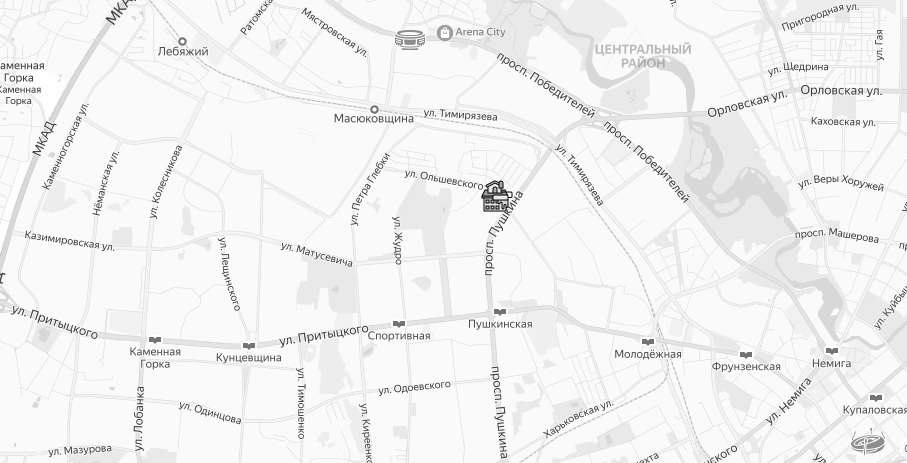 МКАД
Ратомская ул.
Мястровская ул.
Arena City
Пригородная ул.
ул. Гая
Лебяжий
ЦЕНТРАЛЬНЫЙ
РАЙОН
просп. Победителей
ул. Щедрина
Каменная
Горка
Каменная
Горка
Орловская ул.
Орловская ул.
Каховская ул.
Масюковщина
ул. Тимирязева
просп. Победителей
МКАД
Каменногорская ул.
Нёманская ул.
ул. Колесникова
ул. Петра Глебки
ул. Ольшевского
ул. Тимирязева
ул. Веры Хоружей
просп. Пушкина
Казимировская ул.
ул. Лещинского
ул. Матусевича
ул. Жудро
просп. Машерова
ул. Притыцкого
ул. Притыцкого
Спортивная
Пушкинская
Каменная
Горка
Кунцевщина
Молодёжная
Фрунзенская
Немига
ул. Лобанка
ул. Одинцова
ул. Тимошенко
ул. Одоевского
просп. Пушкина
Харьковская ул.
ул. Немига
Купаловская
ул. Мазурова